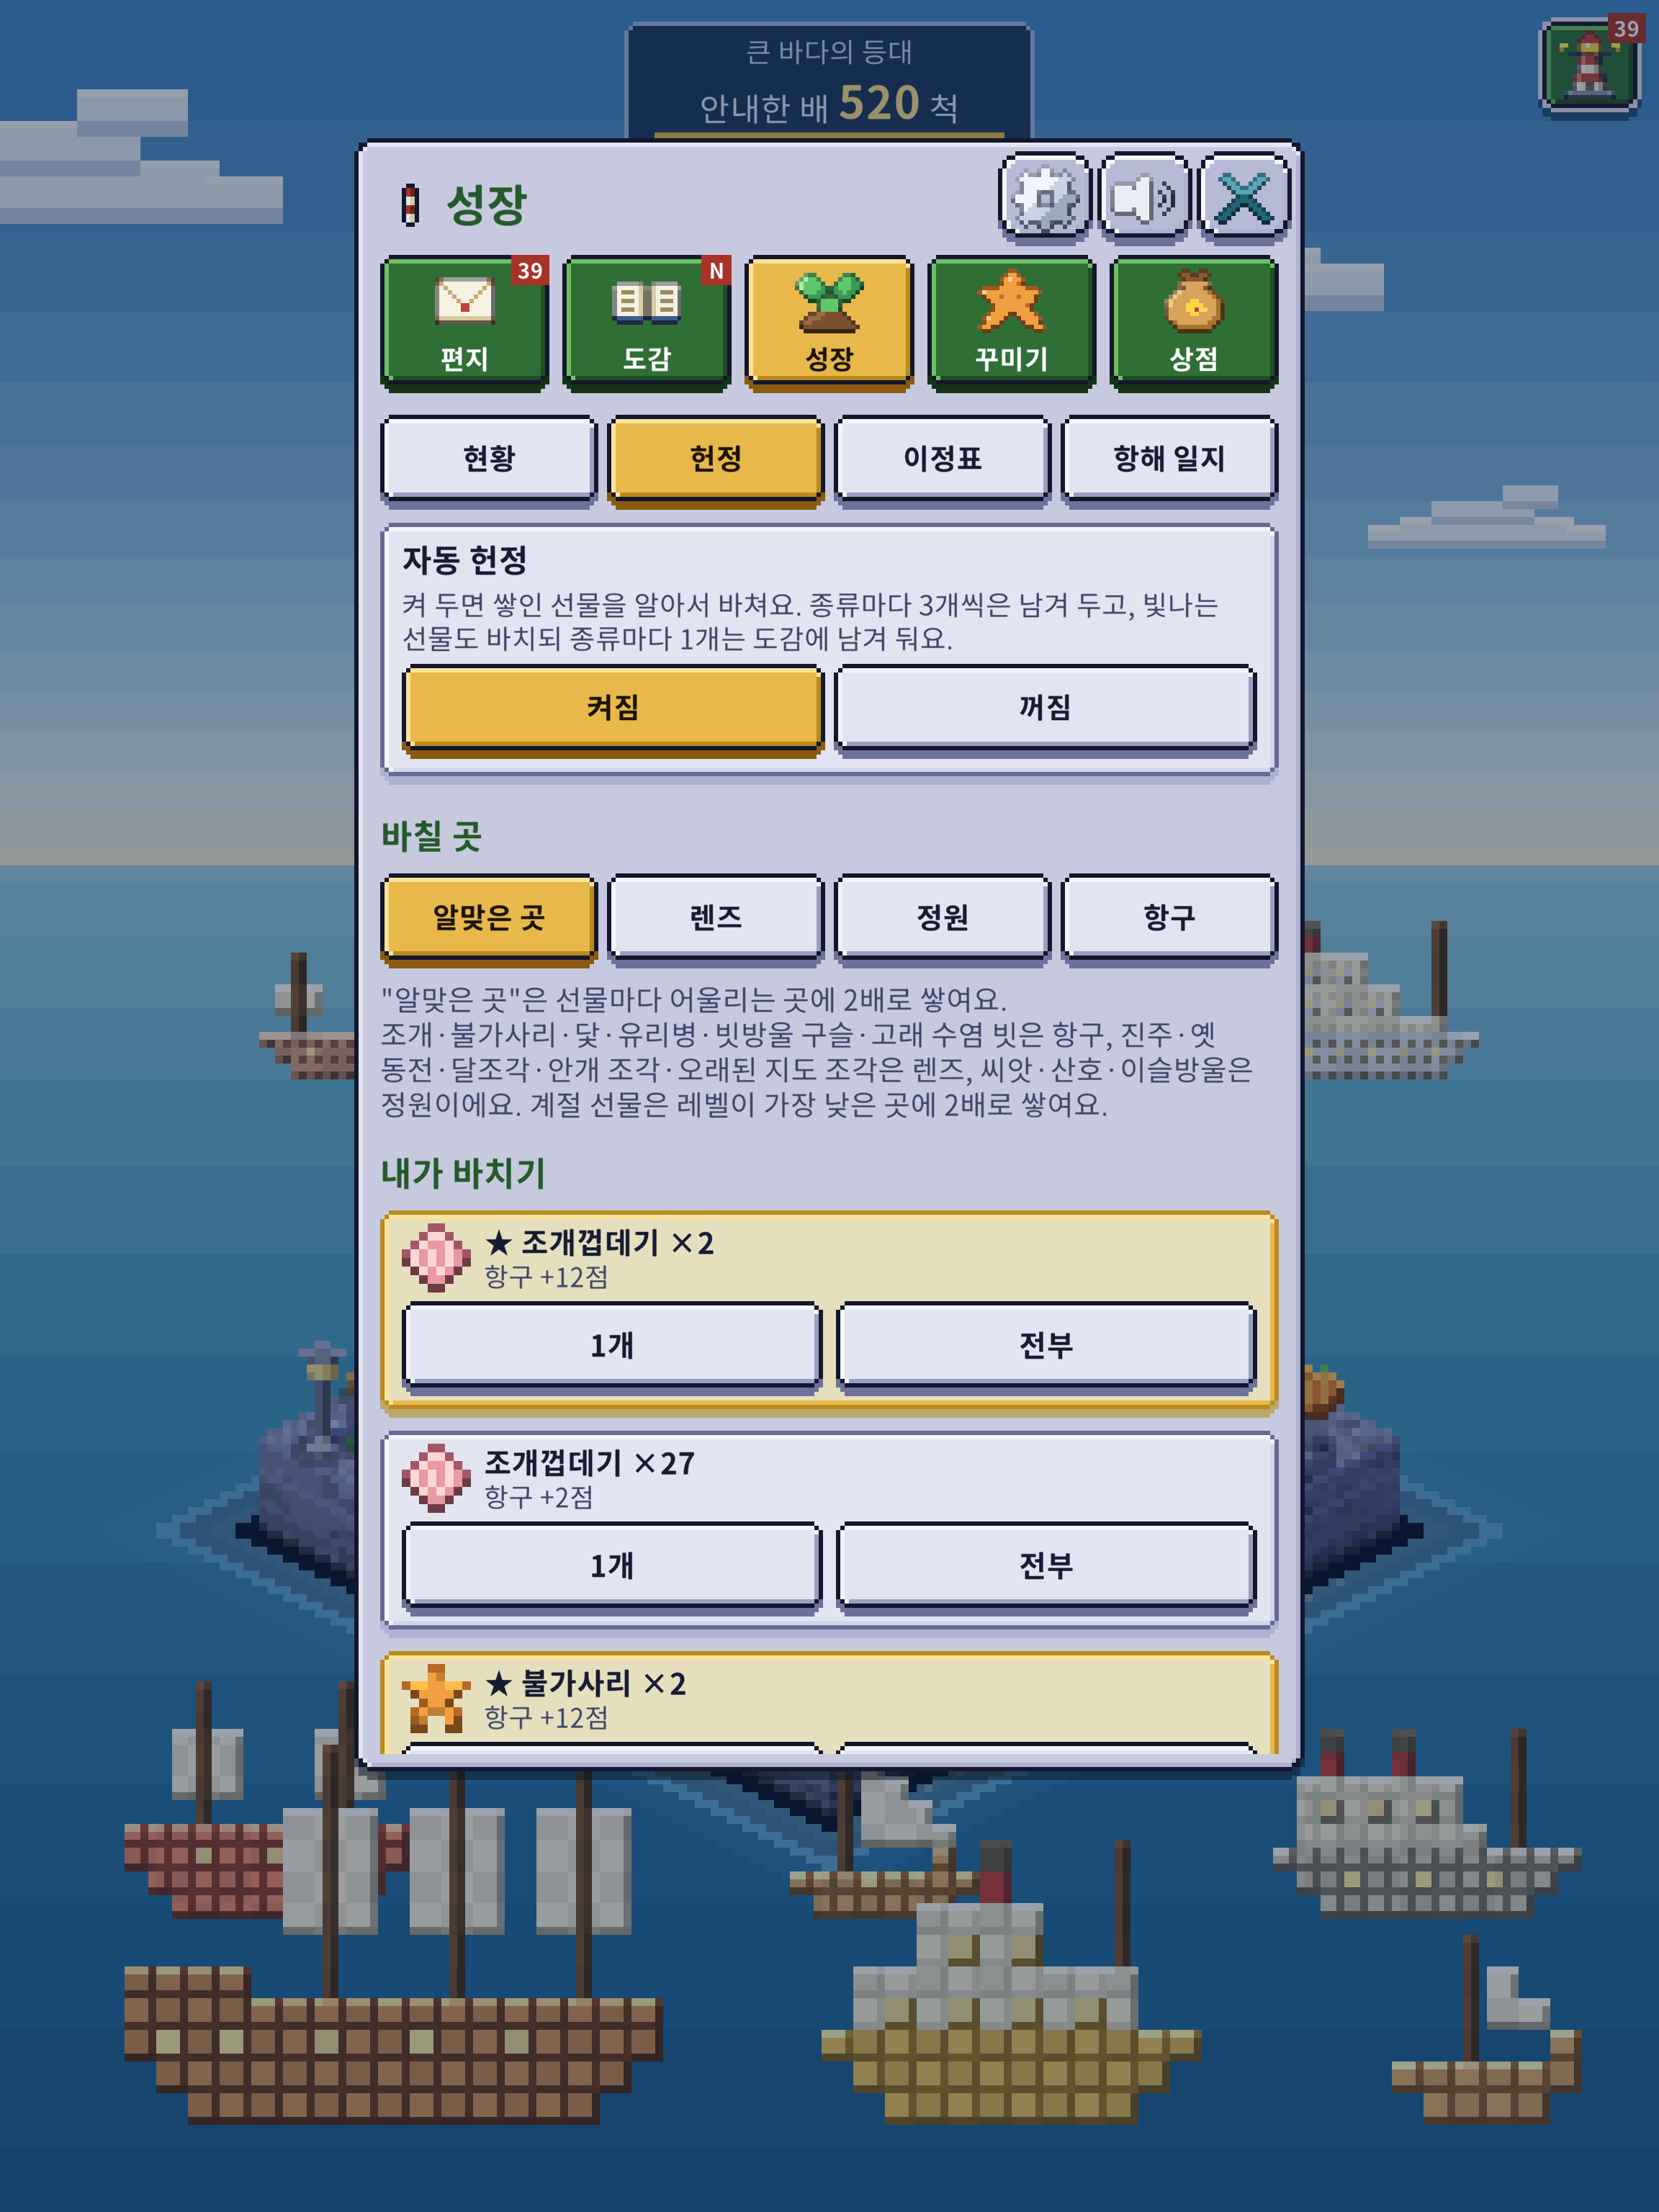 큰 바다의 등대
안내한 배 520 척
39
성장
39
편지
N
도감
성장
꾸미기
상점
현황
헌정
이정표
항해 일지
자동 헌정
켜 두면 쌓인 선물을 알아서 바쳐요. 종류마다 3개씩은 남겨 두고, 빛나는
선물도 바치되 종류마다 1개는 도감에 남겨 둬요.
켜짐
꺼짐
바칠 곳
알맞은 곳
렌즈
정원
항구
"알맞은 곳"은 선물마다 어울리는 곳에 2배로 쌓여요.
조개·불가사리·닻·유리병·빗방울 구슬·고래 수염 빗은 항구, 진주·옛
동전·달조각·안개 조각·오래된 지도 조각은 렌즈, 씨앗·산호·이슬방울은
정원이에요. 계절 선물은 레벨이 가장 낮은 곳에 2배로 쌓여요.
내가 바치기
★ 조개껍데기 ×2
항구 +12점
1개
전부
조개껍데기 ×27
항구 +2점
1개
전부
★ 불가사리 ×2
항구 +12점